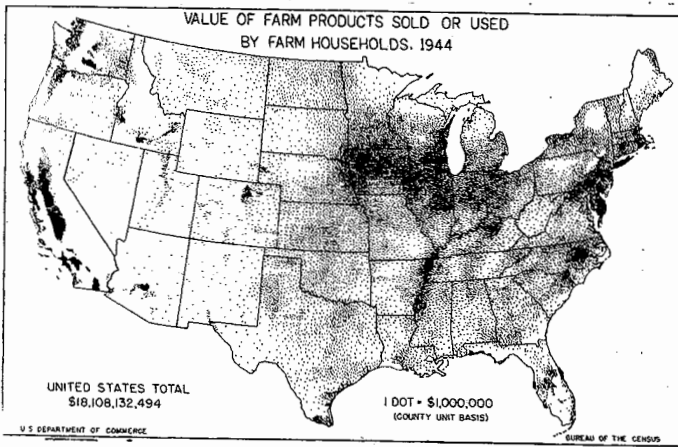 VALUE OF FARM PRODUCTS SOLD OR USED
BY FARM HOUSEHOLDS. 1944
UNITED STATES TOTAL
$18,108,132,494
1 DOT = $1,000,000
(COUNTY UNIT BASIS)
U S DEPARTMENT OF COMMERCE
BUREAU OF THE CENSUS